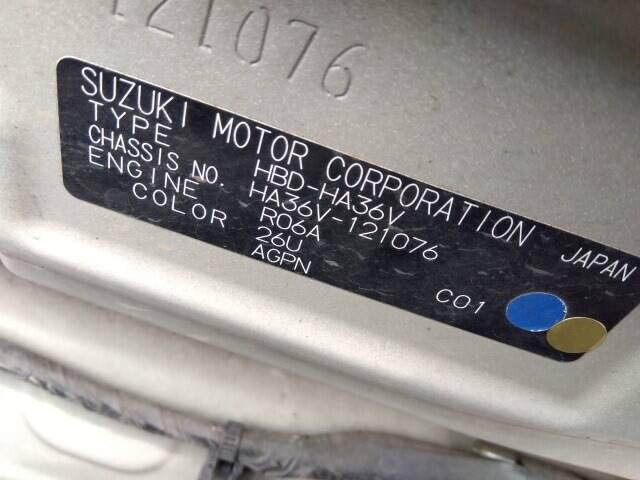 121076
SUZUKI MOTOR CORPORATION JAPAN
TYPE HBD-HA36V
CHASSIS NO. HA36V-121076
ENGINE R06A
COLOR 26U
AGPN C01